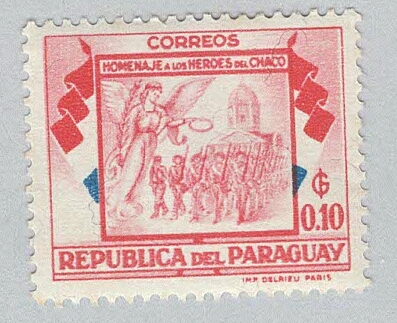 CORREOS
HOMENAJE A LOS HEROES DEL CHACO
₲
0.10
REPUBLICA DEL PARAGUAY
IMP. DELRIEU PARIS